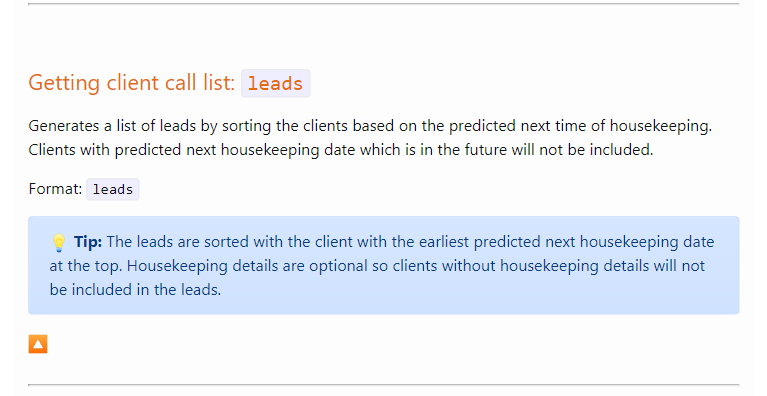 Getting client call list: leads
Generates a list of leads by sorting the clients based on the predicted next time of housekeeping.
Clients with predicted next housekeeping date which is in the future will not be included.
Format: leads
💡 Tip: The leads are sorted with the client with the earliest predicted next housekeeping date
at the top. Housekeeping details are optional so clients without housekeeping details will not
be included in the leads.